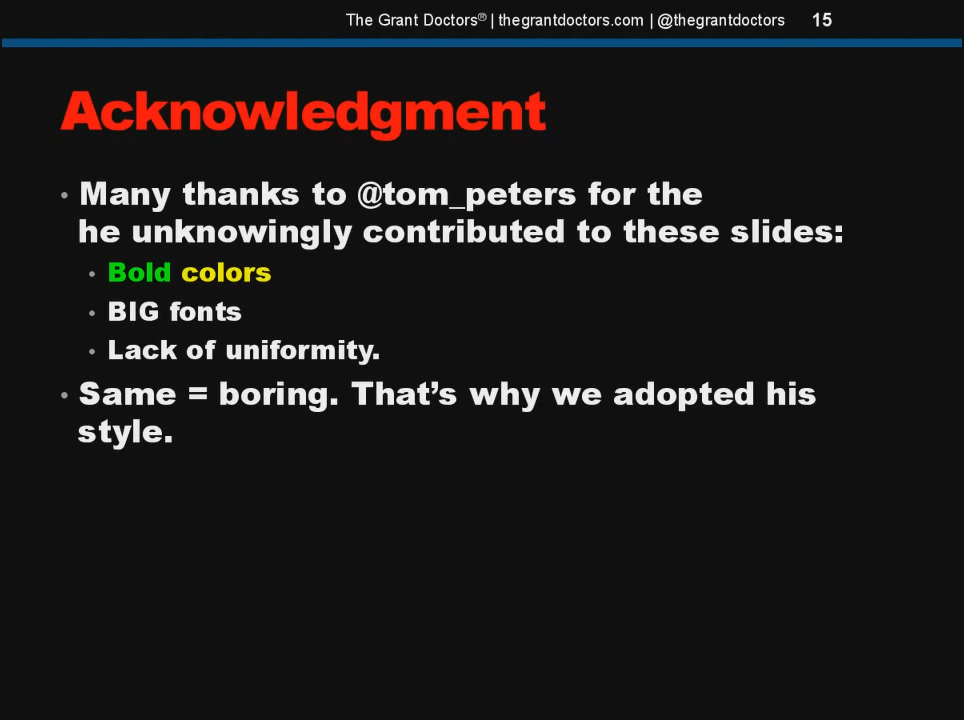 The Grant Doctors® | thegrantdoctors.com | @thegrantdoctors 15
Acknowledgment
• Many thanks to @tom_peters for the
he unknowingly contributed to these slides:
• Bold colors
• BIG fonts
• Lack of uniformity.
• Same = boring. That’s why we adopted his
style.